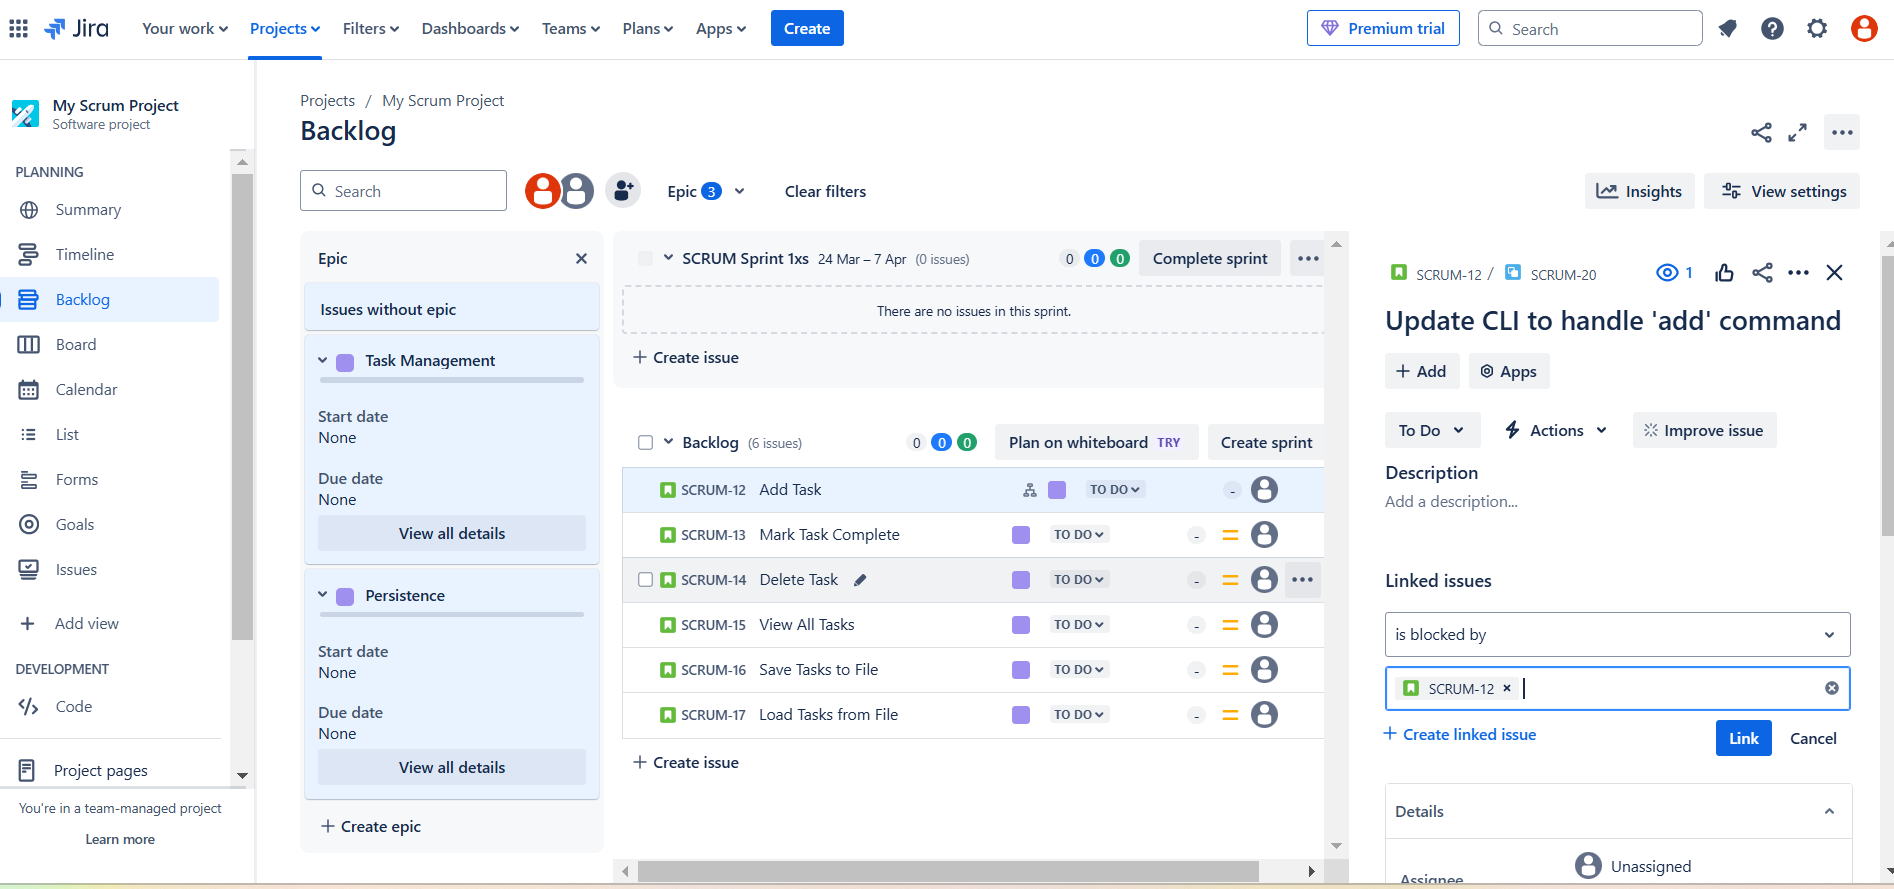 Jira Your work Projects Filters Dashboards Teams Plans Apps Create Premium trial Search
My Scrum Project
Software project
PLANNING
Summary
Timeline
Backlog
Board
Calendar
List
Forms
Goals
Issues
Add view
DEVELOPMENT
Code
Project pages
You're in a team-managed project
Learn more
Projects / My Scrum Project
Backlog
Search Epic 3 Clear filters Insights View settings
Epic
Issues without epic
Task Management
Start date
None
Due date
None
View all details
Persistence
Start date
None
Due date
None
View all details
Create epic
SCRUM Sprint 1xs 24 Mar – 7 Apr (0 issues) 0 0 0 Complete sprint
There are no issues in this sprint.
Create issue
Backlog (6 issues) 0 0 0 Plan on whiteboard TRY Create sprint
SCRUM-12 Add Task TO DO -
SCRUM-13 Mark Task Complete TO DO -
SCRUM-14 Delete Task TO DO -
SCRUM-15 View All Tasks TO DO -
SCRUM-16 Save Tasks to File TO DO -
SCRUM-17 Load Tasks from File TO DO -
Create issue
SCRUM-12 / SCRUM-20 1
Update CLI to handle 'add' command
Add Apps
To Do Actions Improve issue
Description
Add a description...
Linked issues
is blocked by
SCRUM-12
Create linked issue Link Cancel
Details
Assignee Unassigned